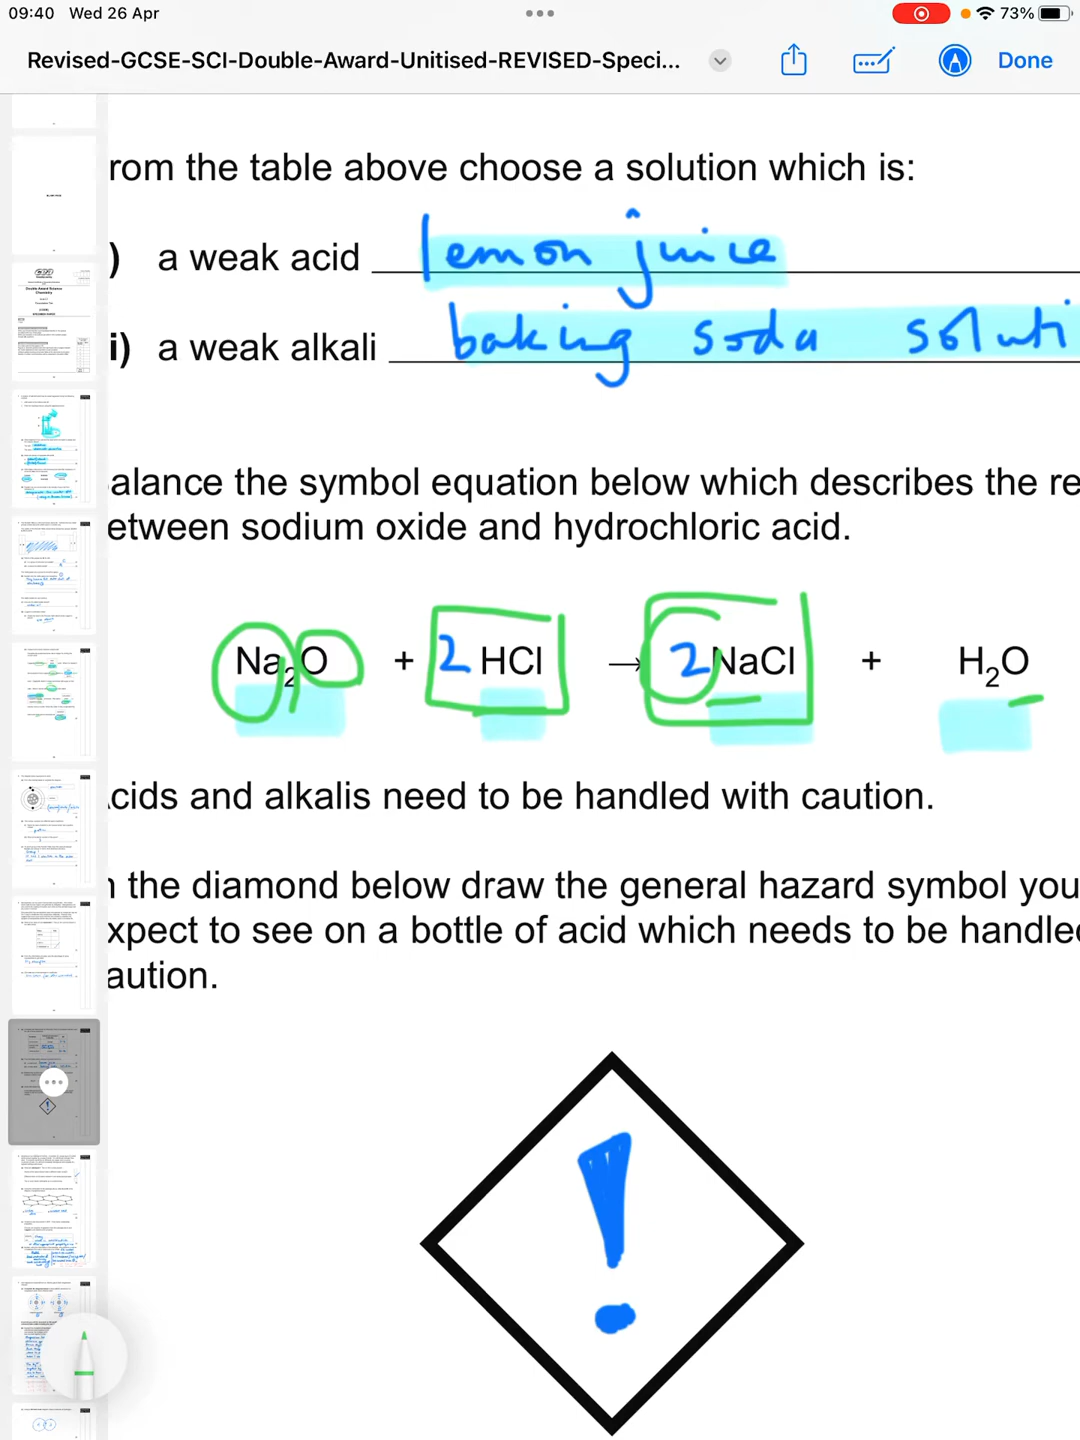 09:40 Wed 26 Apr
73%
Revised-GCSE-SCI-Double-Award-Unitised-REVISED-Speci...
Done
rom the table above choose a solution which is:
) a weak acid lemon juice
i) a weak alkali baking soda soluti
alance the symbol equation below which describes the re
etween sodium oxide and hydrochloric acid.
Na₂O + 2 HCl → 2 NaCl + H₂O
cids and alkalis need to be handled with caution.
n the diamond below draw the general hazard symbol you
xpect to see on a bottle of acid which needs to be handle
aution.
!